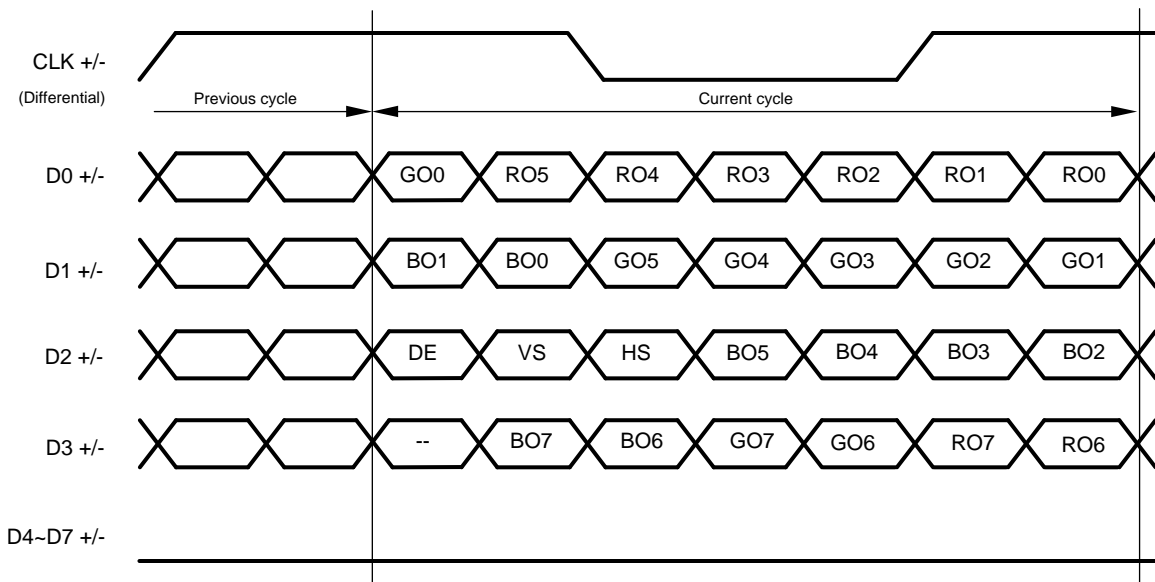 CLK +/-
(Differential)
Previous cycle Current cycle
D0 +/- GO0 RO5 RO4 RO3 RO2 RO1 RO0
D1 +/- BO1 BO0 GO5 GO4 GO3 GO2 GO1
D2 +/- DE VS HS BO5 BO4 BO3 BO2
D3 +/- -- BO7 BO6 GO7 GO6 RO7 RO6
D4~D7 +/-